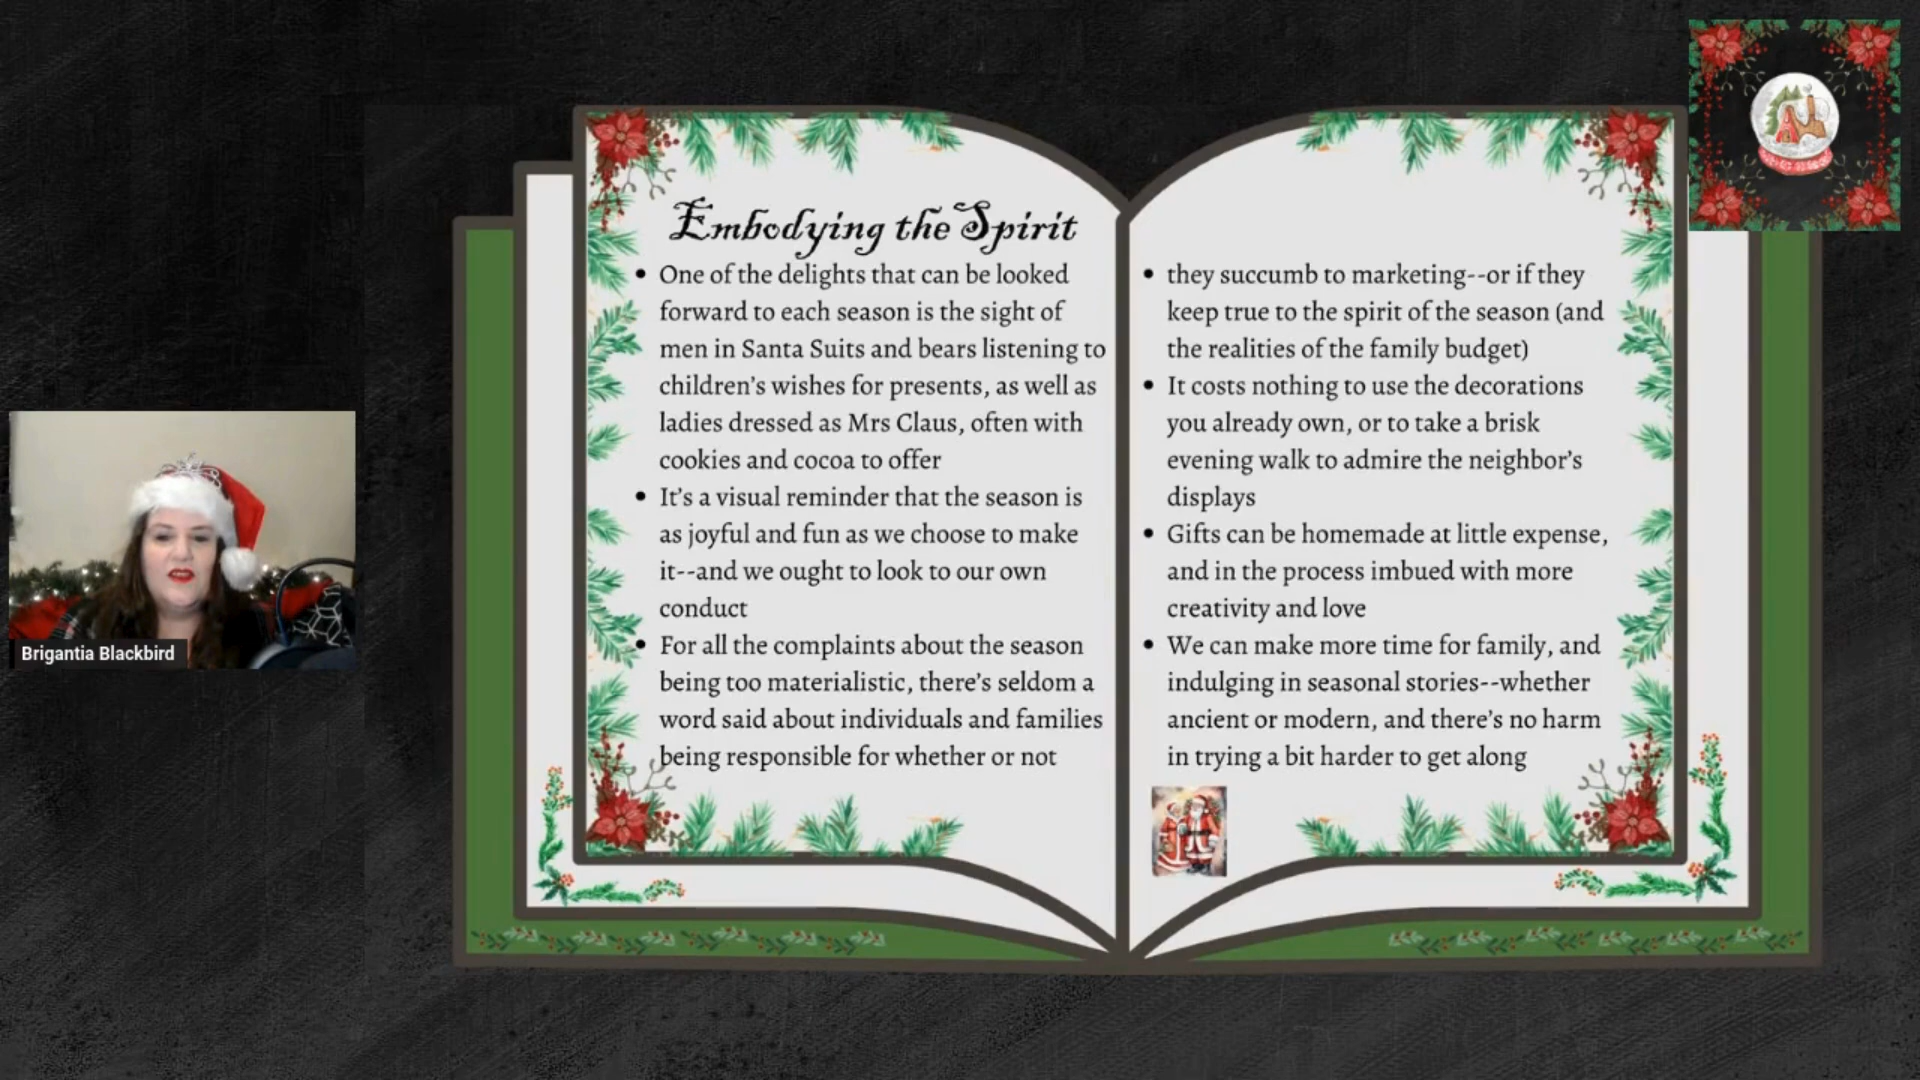 Embodying the Spirit
• One of the delights that can be looked
forward to each season is the sight of
men in Santa Suits and bears listening to
children's wishes for presents, as well as
ladies dressed as Mrs Claus, often with
cookies and cocoa to offer
• It's a visual reminder that the season is
as joyful and fun as we choose to make
it--and we ought to look to our own
conduct
• For all the complaints about the season
being too materialistic, there's seldom a
word said about individuals and families
being responsible for whether or not
• they succumb to marketing--or if they
keep true to the spirit of the season (and
the realities of the family budget)
• It costs nothing to use the decorations
you already own, or to take a brisk
evening walk to admire the neighbor's
displays
• Gifts can be homemade at little expense,
and in the process imbued with more
creativity and love
• We can make more time for family, and
indulging in seasonal stories--whether
ancient or modern, and there's no harm
in trying a bit harder to get along
Brigantia Blackbird